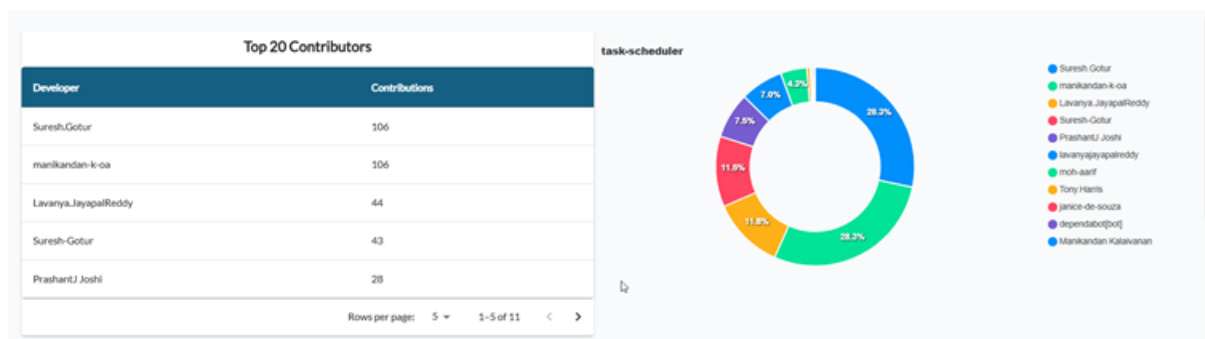 Top 20 Contributors
Developer Contributions
Suresh.Gotur 106
manikandan-k-oa 106
Lavanya.JayapalReddy 44
Suresh-Gotur 43
PrashantJ Joshi 28
Rows per page: 5 1-5 of 11
task-scheduler
28.3%
28.3%
11.8%
11.5%
7.5%
7.0%
4.3%
Suresh.Gotur
manikandan-k-oa
Lavanya.JayapalReddy
Suresh-Gotur
PrashantJ Joshi
lavanyajayapalreddy
moh-aarif
Tony.Harris
janice-de-souza
dependabot[bot]
Manikandan Kalaivanan